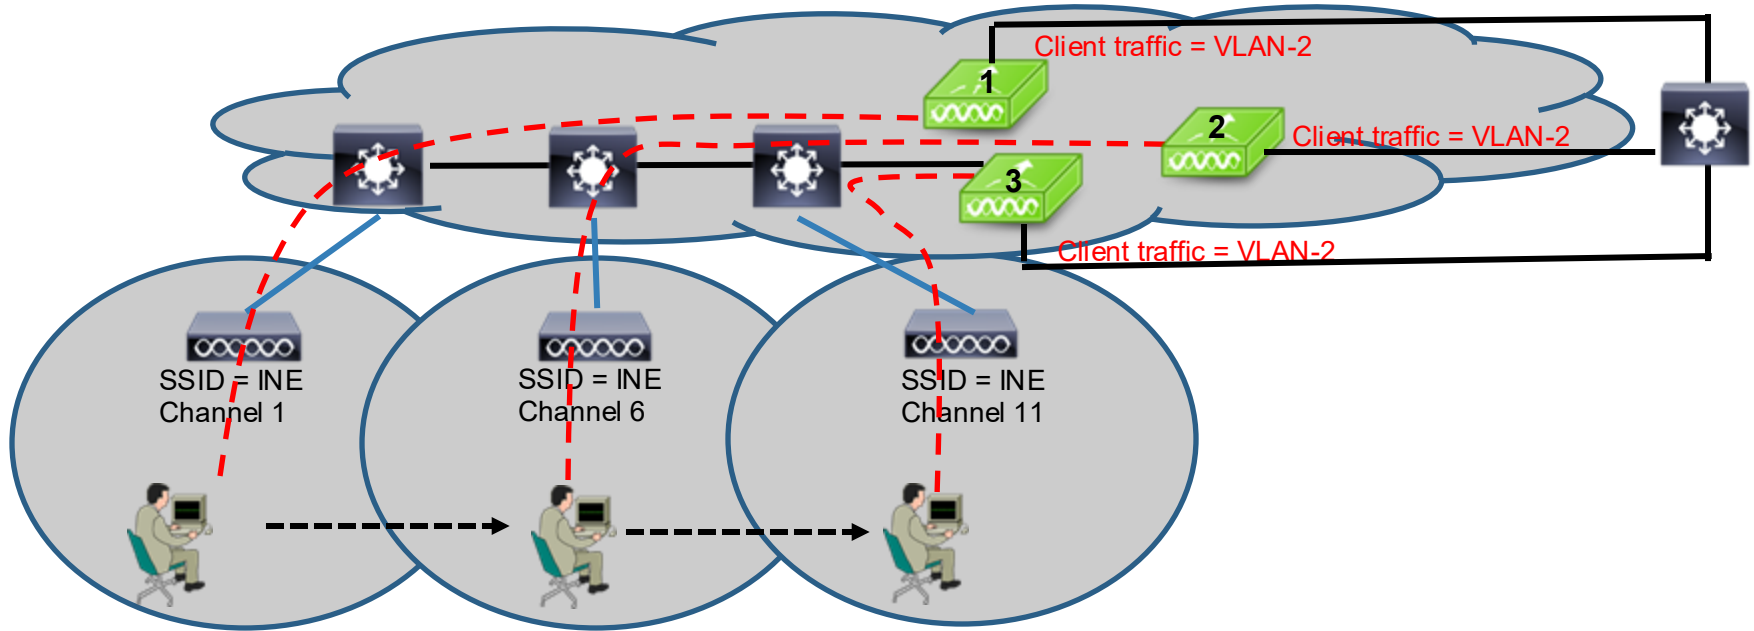 Client traffic = VLAN-2
1
2
Client traffic = VLAN-2
3
Client traffic = VLAN-2
SSID = INE
Channel 1
SSID = INE
Channel 6
SSID = INE
Channel 11